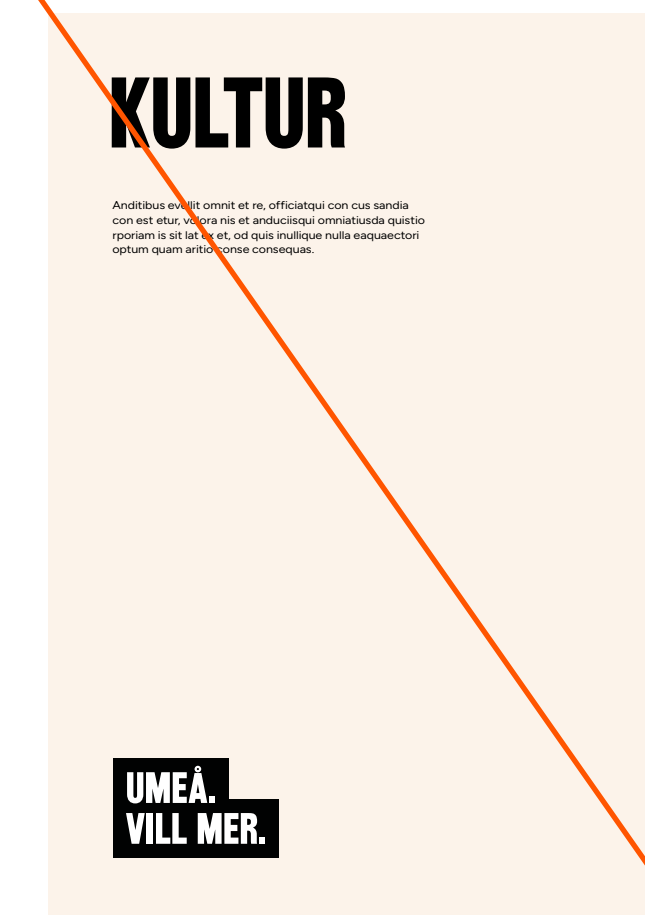 KULTUR
Anditibus evellit omnit et re, officiatqui con cus sandia
con est etur, volora nis et anduciisqui omniatiusda quistio
rporiam is sit lat ex et, od quis inullique nulla eaquaectori
optum quam aritio conse consequas.
UMEÅ.
VILL MER.